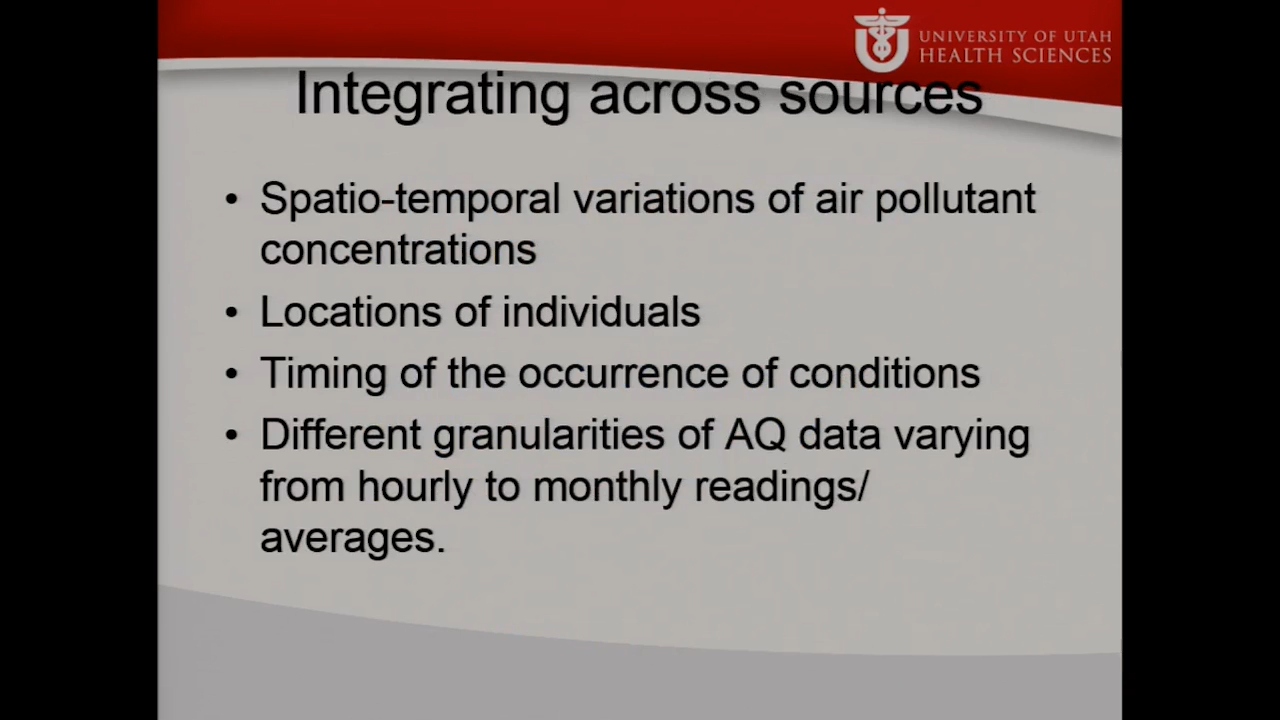 UNIVERSITY OF UTAH
HEALTH SCIENCES
Integrating across sources
• Spatio-temporal variations of air pollutant
concentrations
• Locations of individuals
• Timing of the occurrence of conditions
• Different granularities of AQ data varying
from hourly to monthly readings/
averages.